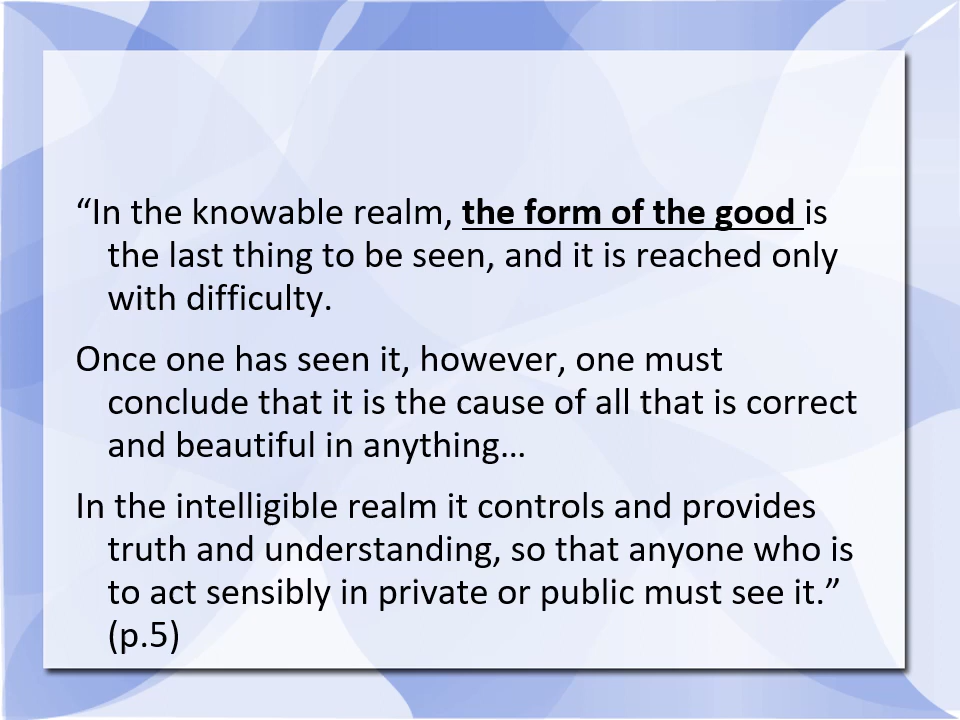 “In the knowable realm, the form of the good is
the last thing to be seen, and it is reached only
with difficulty.
Once one has seen it, however, one must
conclude that it is the cause of all that is correct
and beautiful in anything…
In the intelligible realm it controls and provides
truth and understanding, so that anyone who is
to act sensibly in private or public must see it.”
(p.5)